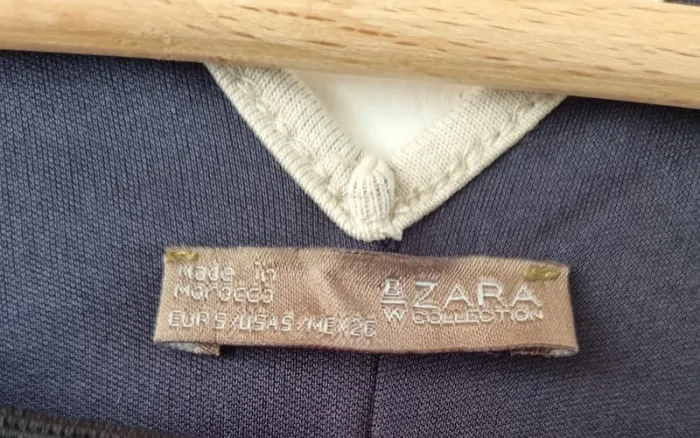 Made in
Morocco
EUR S/USA S/MEX 26
B
W
ZARA
COLLECTION